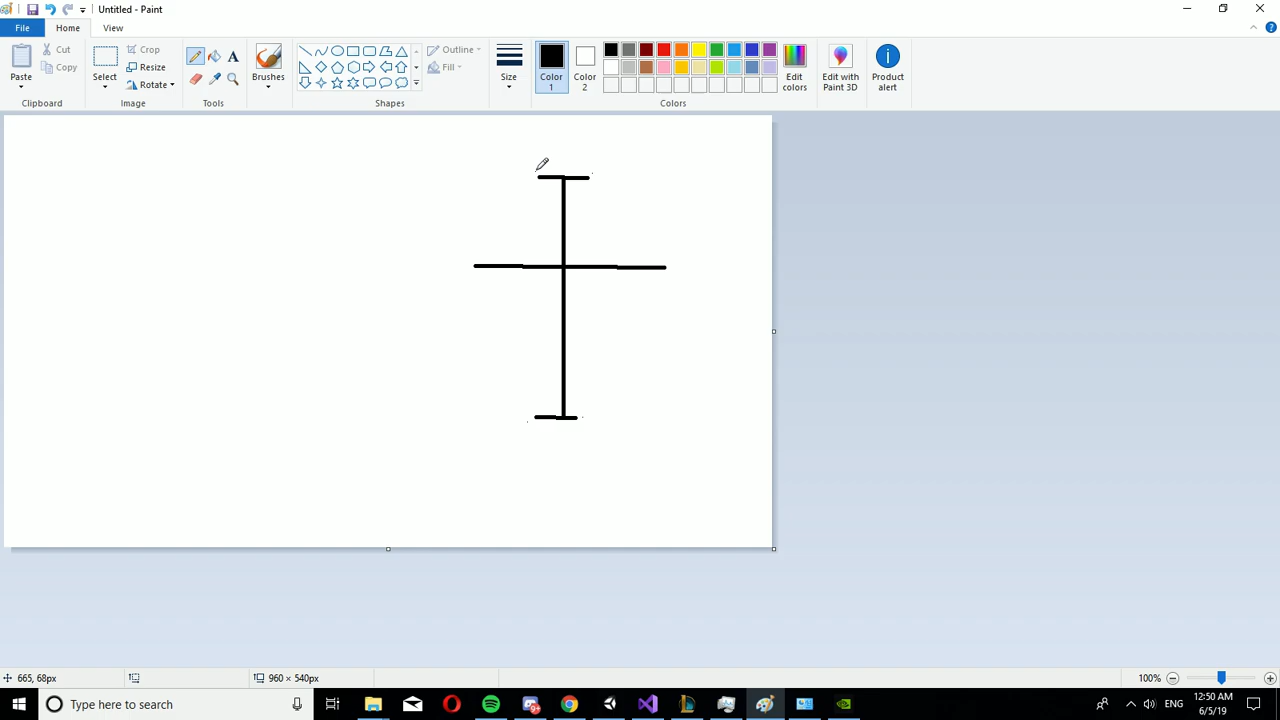 Untitled - Paint
File Home View
Paste
Cut
Copy
Clipboard
Select
Crop
Resize
Rotate
Image
A
Tools
Brushes
Outline
Fill
Shapes
Size
Color 1
Color 2
Edit colors
Colors
Edit with Paint 3D
Product alert
665, 68px
960 × 540px
100%
Type here to search
ENG
12:50 AM
6/5/19